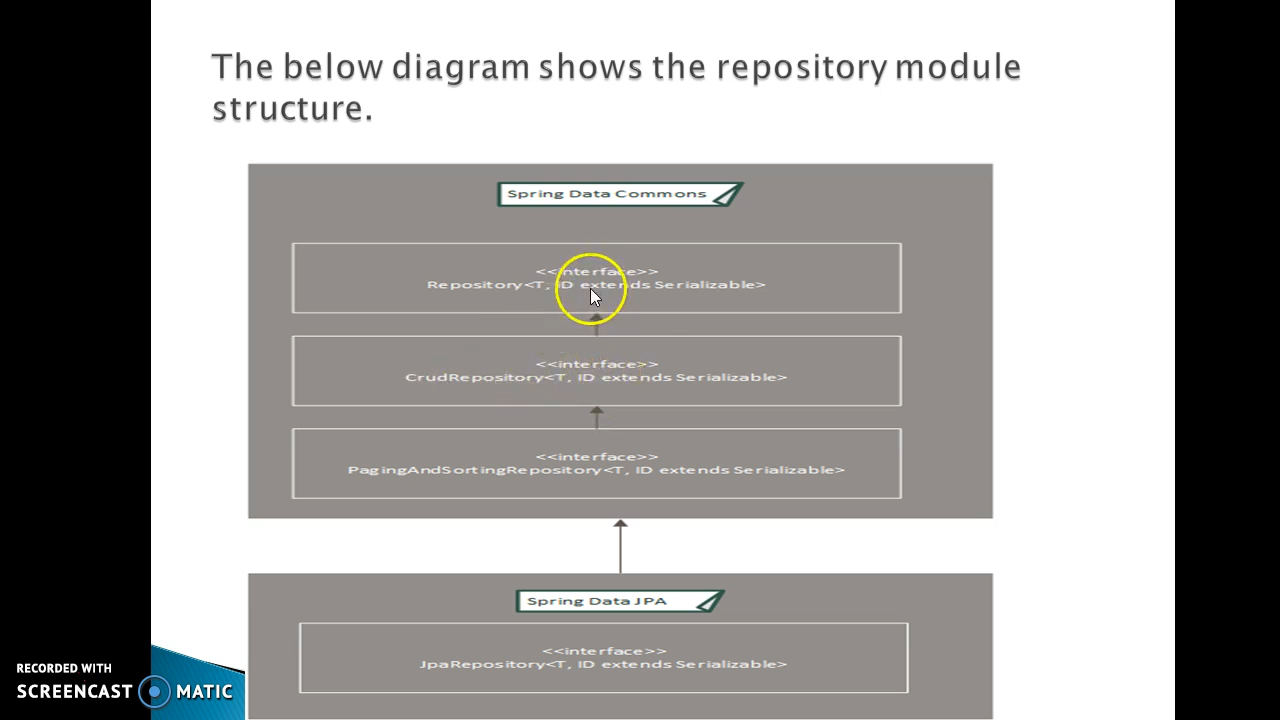 The below diagram shows the repository module
structure.
Spring Data Commons
<<interface>>
Repository<T, ID extends Serializable>
<<interface>>
CrudRepository<T, ID extends Serializable>
<<interface>>
PagingAndSortingRepository<T, ID extends Serializable>
Spring Data JPA
<<interface>>
JpaRepository<T, ID extends Serializable>
RECORDED WITH
SCREENCAST MATIC